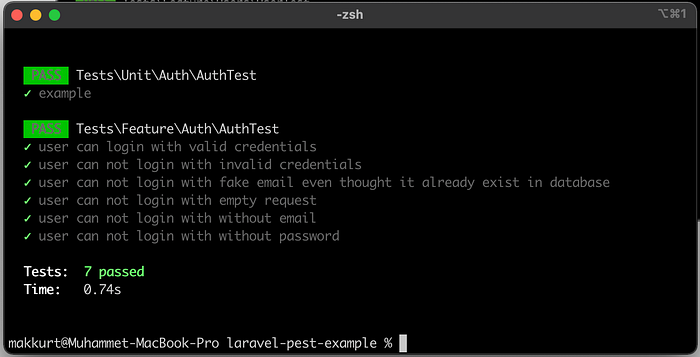 -zsh
⌥⌘1
PASS Tests\Unit\Auth\AuthTest
✓ example
PASS Tests\Feature\Auth\AuthTest
✓ user can login with valid credentials
✓ user can not login with invalid credentials
✓ user can not login with fake email even thought it already exist in database
✓ user can not login with empty request
✓ user can not login with without email
✓ user can not login with without password
Tests: 7 passed
Time: 0.74s
makkurt@Muhammet-MacBook-Pro laravel-pest-example %